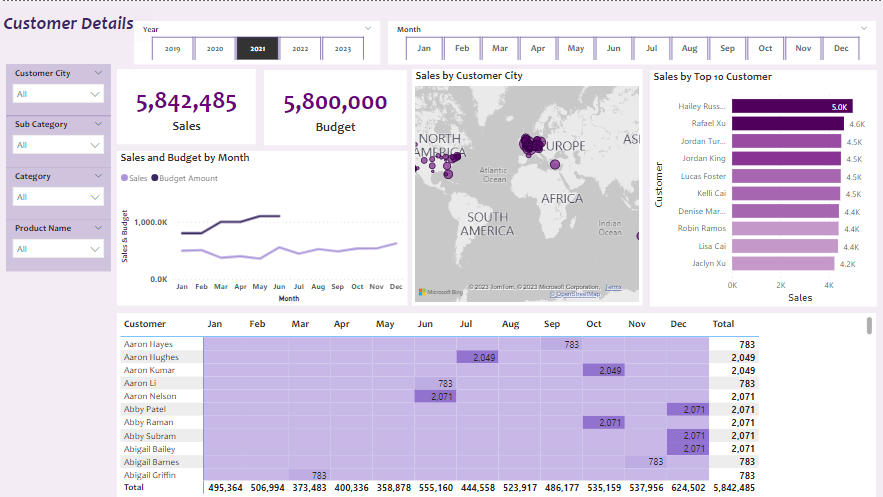 Customer Details
Year
2019 2020 2021 2022 2023
Month
Jan Feb Mar Apr May Jun Jul Aug Sep Oct Nov Dec
Customer City
All
Sub Category
All
Category
All
Product Name
All
5,842,485
Sales
5,800,000
Budget
Sales and Budget by Month
Sales Budget Amount
Sales & Budget
1,000.0K
0.0K
Jan Feb Mar Apr May Jun Jul Aug Sep Oct Nov Dec
Month
Sales by Customer City
NORTH
AMERICA
EUROPE
ASI
Atlantic
Ocean
AFRICA
SOUTH
AMERICA
Indian
Ocean
Microsoft Bing
© 2023 TomTom, © 2023 Microsoft Corporation, Terms
© OpenStreetMap
Sales by Top 10 Customer
Customer
Hailey Russ... 5.0K
Rafael Xu 4.6K
Jordan Tur... 4.5K
Jordan King 4.5K
Lucas Foster 4.5K
Kelli Cai 4.5K
Denise Mar... 4.4K
Robin Ramos 4.4K
Lisa Cai 4.4K
Jaclyn Xu 4.2K
0K 2K 4K
Sales
Customer Jan Feb Mar Apr May Jun Jul Aug Sep Oct Nov Dec Total
Aaron Hayes 783 783
Aaron Hughes 2,049 2,049
Aaron Kumar 2,049 2,049
Aaron Li 783 783
Aaron Nelson 2,071 2,071
Abby Patel 2,071 2,071
Abby Raman 2,071 2,071
Abby Subram 2,071 2,071
Abigail Bailey 2,071 2,071
Abigail Barnes 783 783
Abigail Griffin 783 783
Total 495,364 506,994 373,483 400,336 358,878 555,160 444,558 523,917 486,177 535,159 537,956 624,502 5,842,485